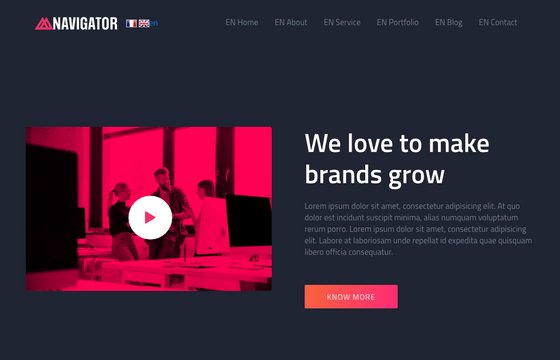 NAVIGATOR
en
EN Home
EN About
EN Service
EN Portfolio
EN Blog
EN Contact
We love to make
brands grow
Lorem ipsum dolor sit amet, consectetur adipisicing elit. At quo
dolor est incidunt suscipit minima, alias magnam voluptatum
rerum. Lorem ipsum dolor sit amet, consectetur adipisicing
elit. Labore at laboriosam unde repellat id expedita quae quisquam
libero officia consequatur.
KNOW MORE